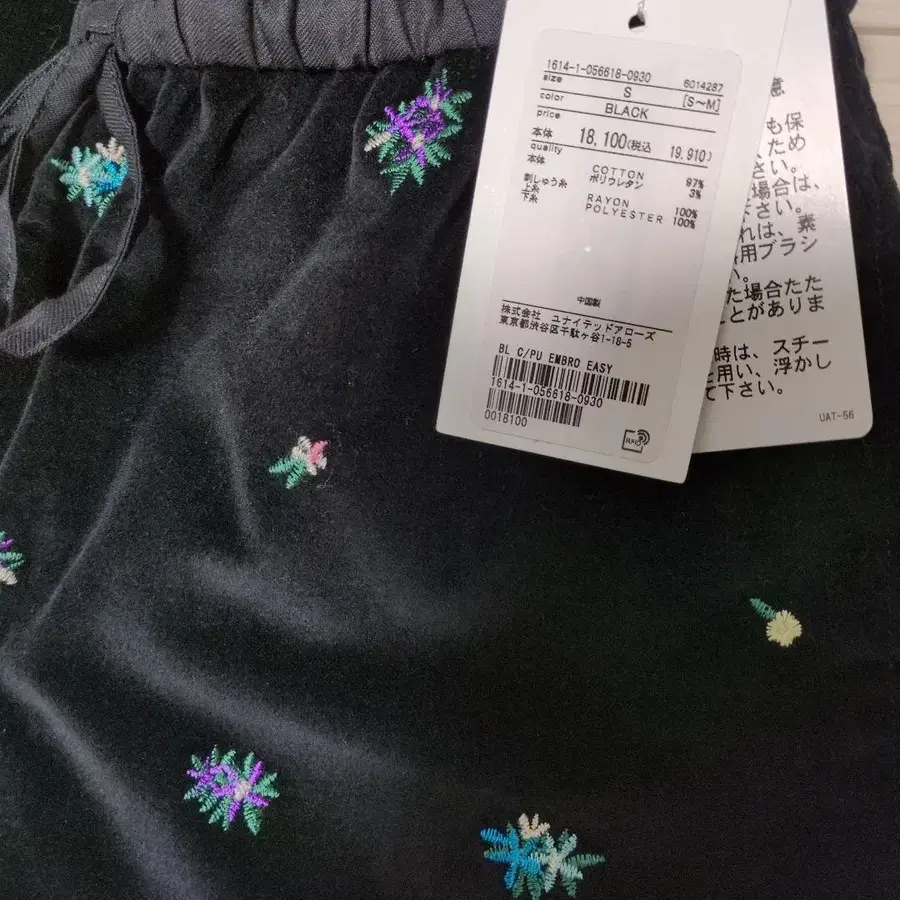 1614-1-056618-0930
size 6014287
S [S~M]
color
BLACK
price
本体 18,100(税込 19,910)
quality
本体 COTTON 97%
ポリウレタン 3%
刺しゅう糸
上糸 RAYON 100%
下糸 POLYESTER 100%
中国製
株式会社 ユナイテッドアローズ
東京都渋谷区千駄ヶ谷1-18-5
BL C/PU EMBRO EASY
1614-1-056618-0930
0018100
RFID
意
も保
、ため
さい。
場合は、
下さい。
れは、素
用ブラシ
い。
た場合たた
ことがありま
時は、スチー
と用い、浮かし
て下さい。
UAT-56